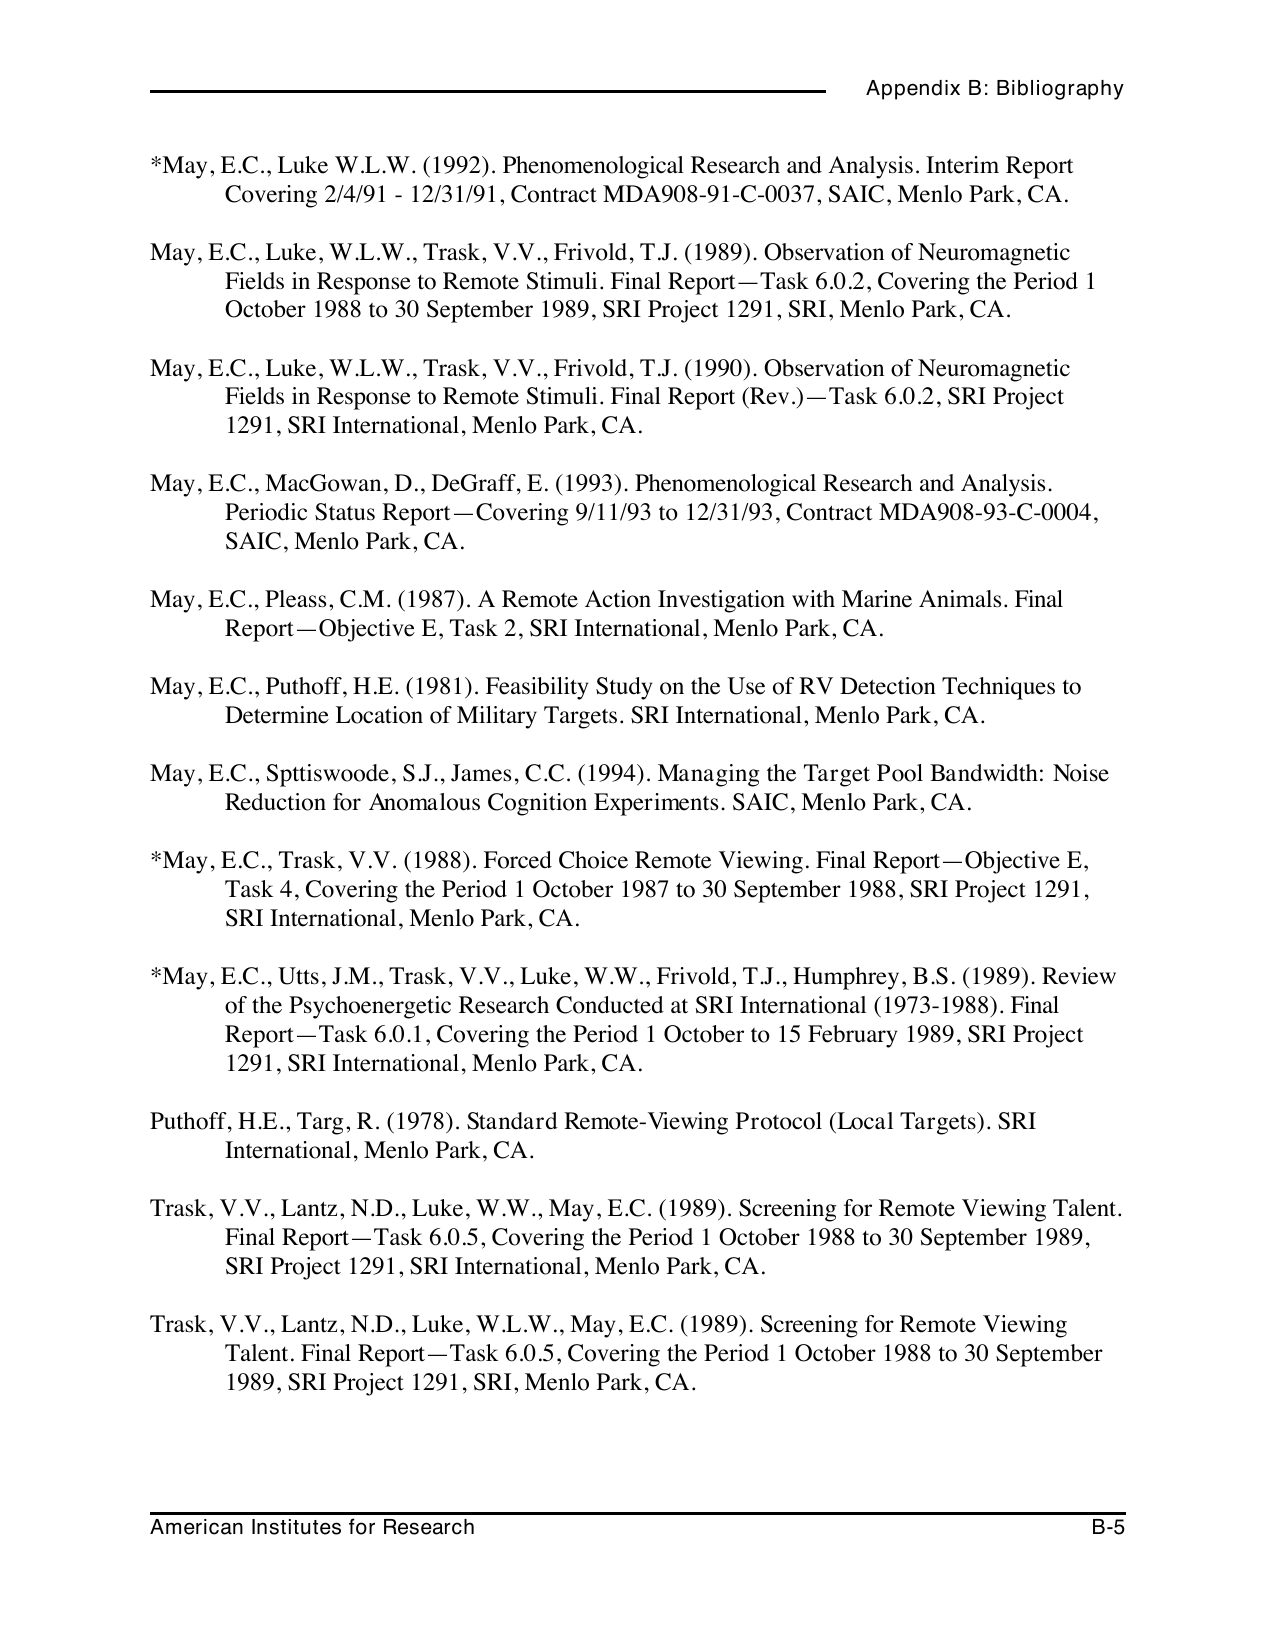 Appendix B: Bibliography
*May, E.C., Luke W.L.W. (1992). Phenomenological Research and Analysis. Interim Report
Covering 2/4/91 - 12/31/91, Contract MDA908-91-C-0037, SAIC, Menlo Park, CA.
May, E.C., Luke, W.L.W., Trask, V.V., Frivold, T.J. (1989). Observation of Neuromagnetic
Fields in Response to Remote Stimuli. Final Report—Task 6.0.2, Covering the Period 1
October 1988 to 30 September 1989, SRI Project 1291, SRI, Menlo Park, CA.
May, E.C., Luke, W.L.W., Trask, V.V., Frivold, T.J. (1990). Observation of Neuromagnetic
Fields in Response to Remote Stimuli. Final Report (Rev.)—Task 6.0.2, SRI Project
1291, SRI International, Menlo Park, CA.
May, E.C., MacGowan, D., DeGraff, E. (1993). Phenomenological Research and Analysis.
Periodic Status Report—Covering 9/11/93 to 12/31/93, Contract MDA908-93-C-0004,
SAIC, Menlo Park, CA.
May, E.C., Pleass, C.M. (1987). A Remote Action Investigation with Marine Animals. Final
Report—Objective E, Task 2, SRI International, Menlo Park, CA.
May, E.C., Puthoff, H.E. (1981). Feasibility Study on the Use of RV Detection Techniques to
Determine Location of Military Targets. SRI International, Menlo Park, CA.
May, E.C., Spttiswoode, S.J., James, C.C. (1994). Managing the Target Pool Bandwidth: Noise
Reduction for Anomalous Cognition Experiments. SAIC, Menlo Park, CA.
*May, E.C., Trask, V.V. (1988). Forced Choice Remote Viewing. Final Report—Objective E,
Task 4, Covering the Period 1 October 1987 to 30 September 1988, SRI Project 1291,
SRI International, Menlo Park, CA.
*May, E.C., Utts, J.M., Trask, V.V., Luke, W.W., Frivold, T.J., Humphrey, B.S. (1989). Review
of the Psychoenergetic Research Conducted at SRI International (1973-1988). Final
Report—Task 6.0.1, Covering the Period 1 October to 15 February 1989, SRI Project
1291, SRI International, Menlo Park, CA.
Puthoff, H.E., Targ, R. (1978). Standard Remote-Viewing Protocol (Local Targets). SRI
International, Menlo Park, CA.
Trask, V.V., Lantz, N.D., Luke, W.W., May, E.C. (1989). Screening for Remote Viewing Talent.
Final Report—Task 6.0.5, Covering the Period 1 October 1988 to 30 September 1989,
SRI Project 1291, SRI International, Menlo Park, CA.
Trask, V.V., Lantz, N.D., Luke, W.L.W., May, E.C. (1989). Screening for Remote Viewing
Talent. Final Report—Task 6.0.5, Covering the Period 1 October 1988 to 30 September
1989, SRI Project 1291, SRI, Menlo Park, CA.
American Institutes for Research B-5